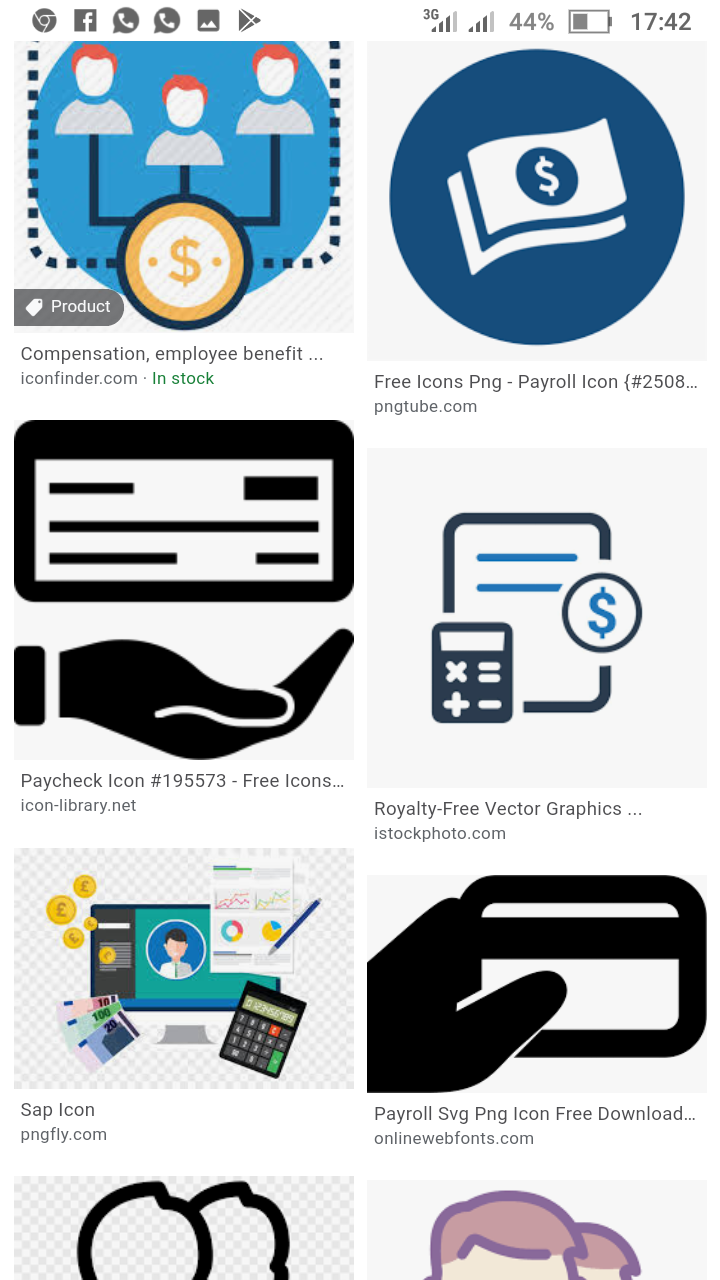 3G 44% 17:42
$
Product
Compensation, employee benefit ...
iconfinder.com · In stock
$
Free Icons Png - Payroll Icon {#2508...
pngtube.com
Paycheck Icon #195573 - Free Icons...
icon-library.net
$
Royalty-Free Vector Graphics ...
istockphoto.com
£
£
£
10
100
20
Sap Icon
pngfly.com
Payroll Svg Png Icon Free Download...
onlinewebfonts.com